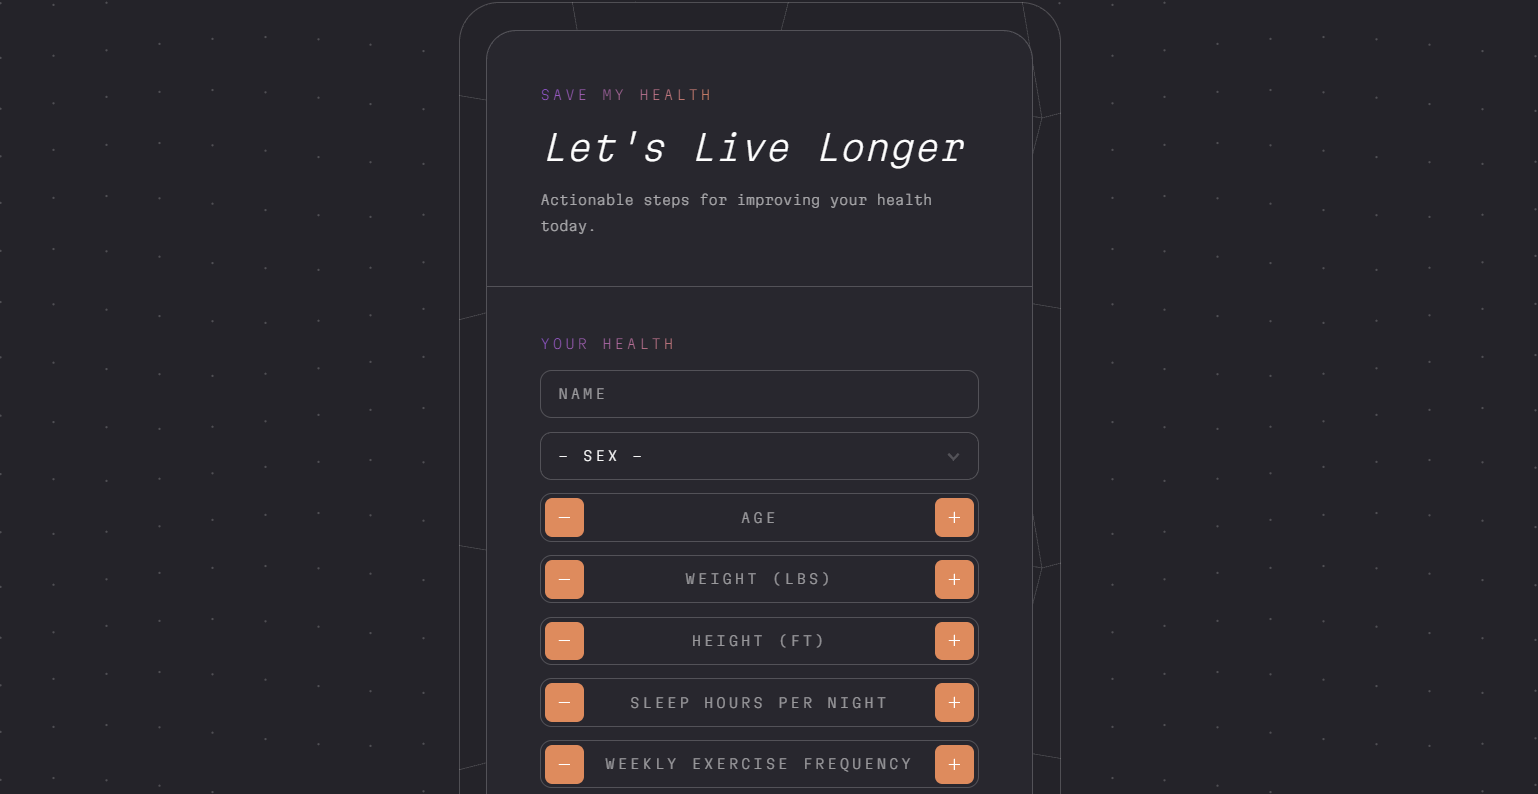 SAVE MY HEALTH
Let's Live Longer
Actionable steps for improving your health
today.
YOUR HEALTH
NAME
– SEX –
– AGE +
– WEIGHT (LBS) +
– HEIGHT (FT) +
– SLEEP HOURS PER NIGHT +
– WEEKLY EXERCISE FREQUENCY +